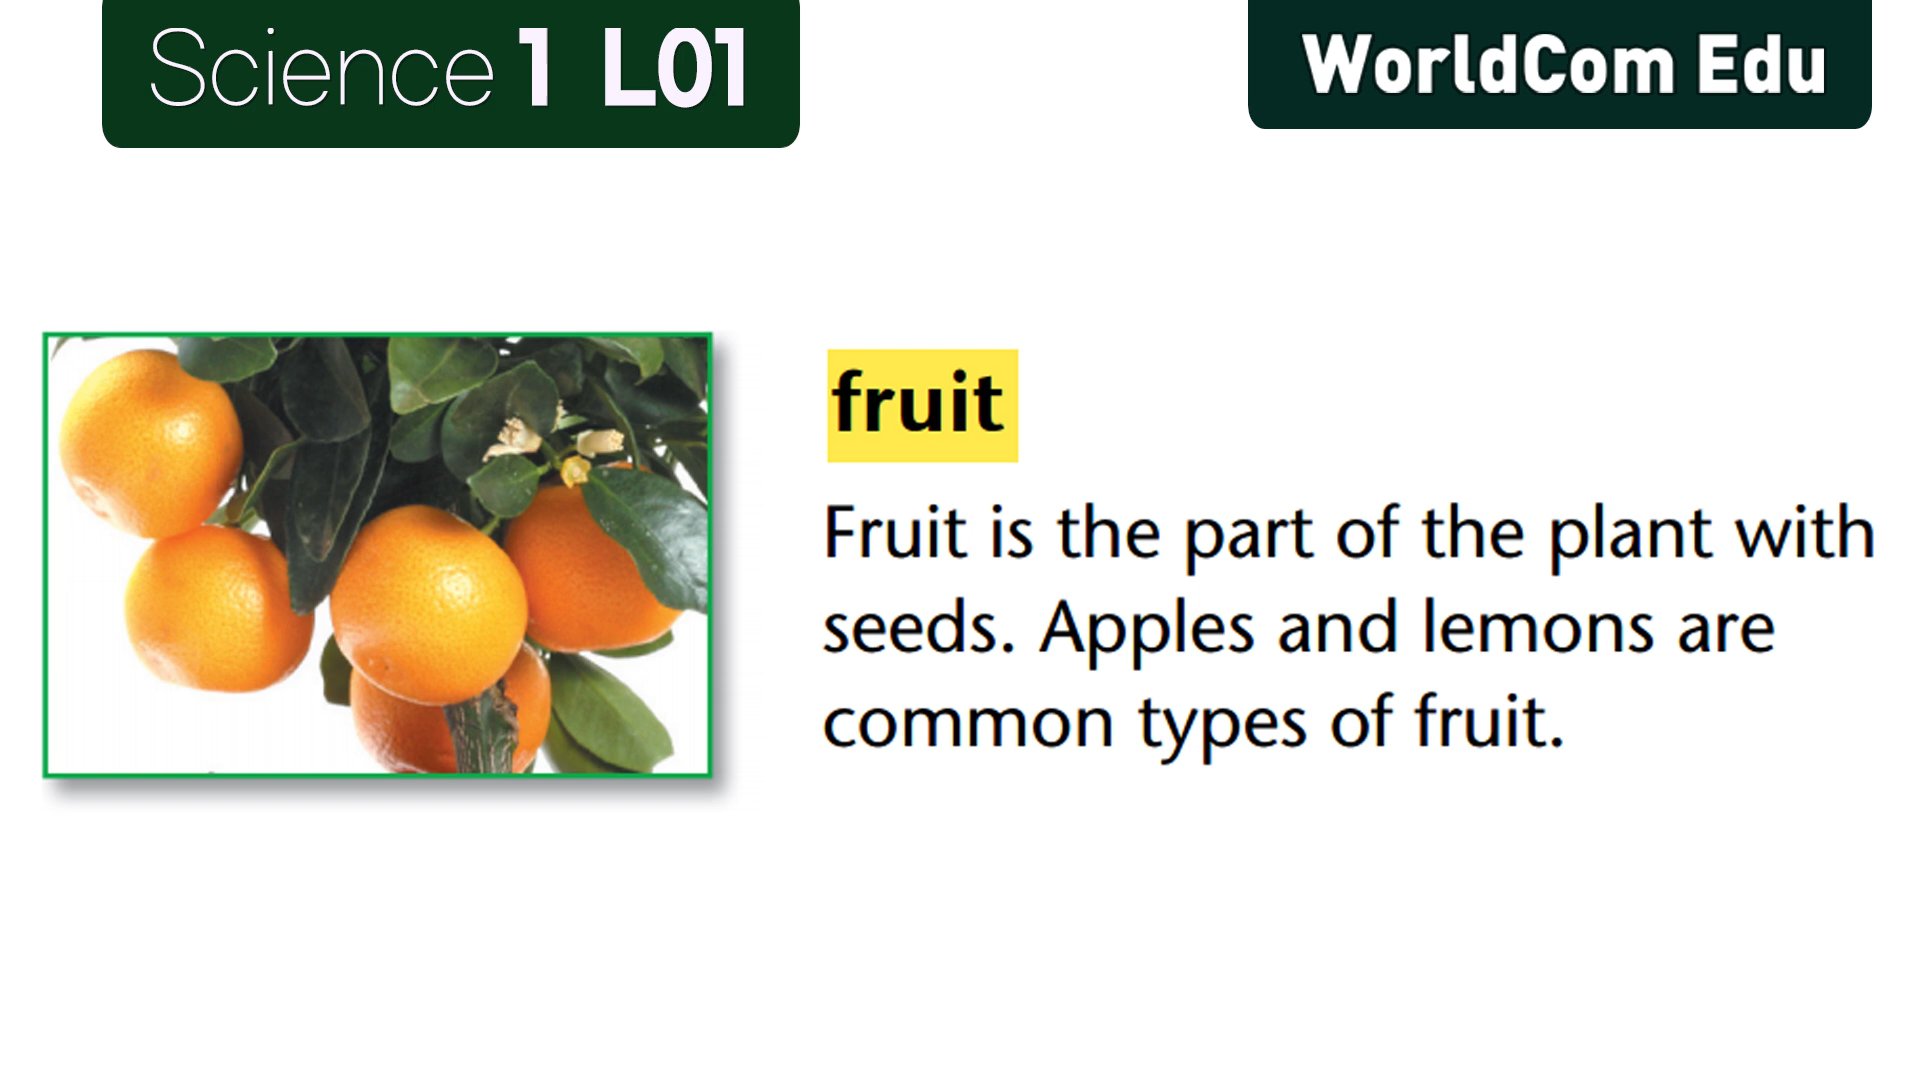 Science 1 L01
WorldCom Edu
fruit
Fruit is the part of the plant with
seeds. Apples and lemons are
common types of fruit.